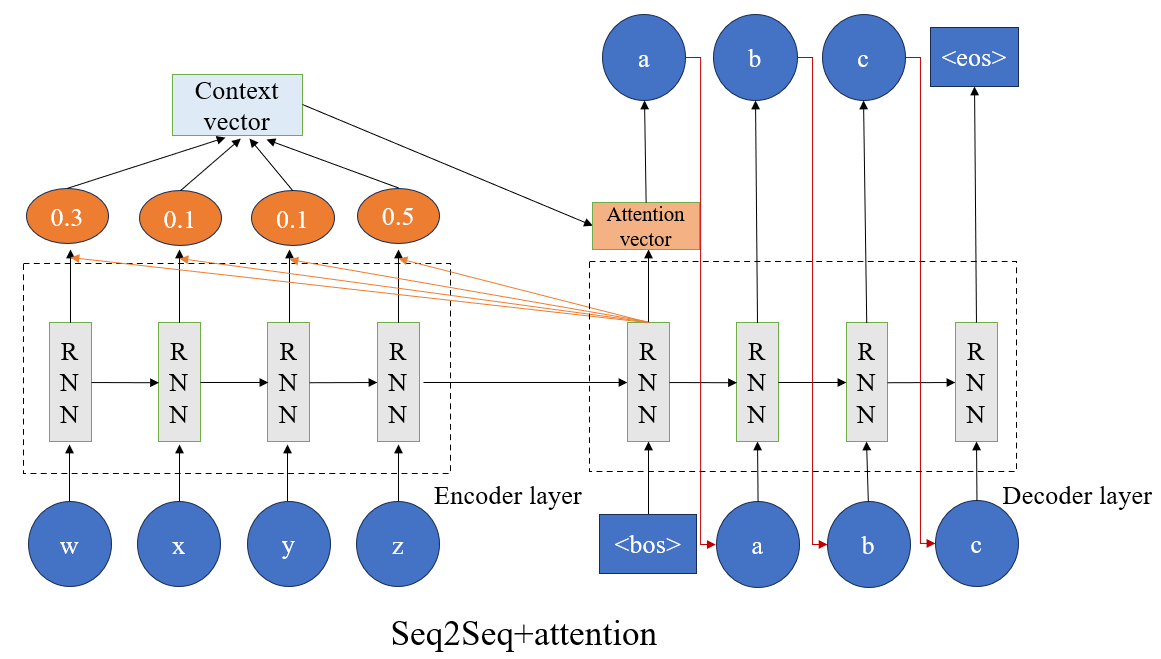 a
b
c
<eos>
Context
vector
0.3
0.1
0.1
0.5
Attention
vector
R
N
N
R
N
N
R
N
N
R
N
N
R
N
N
R
N
N
R
N
N
R
N
N
Encoder layer
Decoder layer
w
x
y
z
<bos>
a
b
c
Seq2Seq+attention